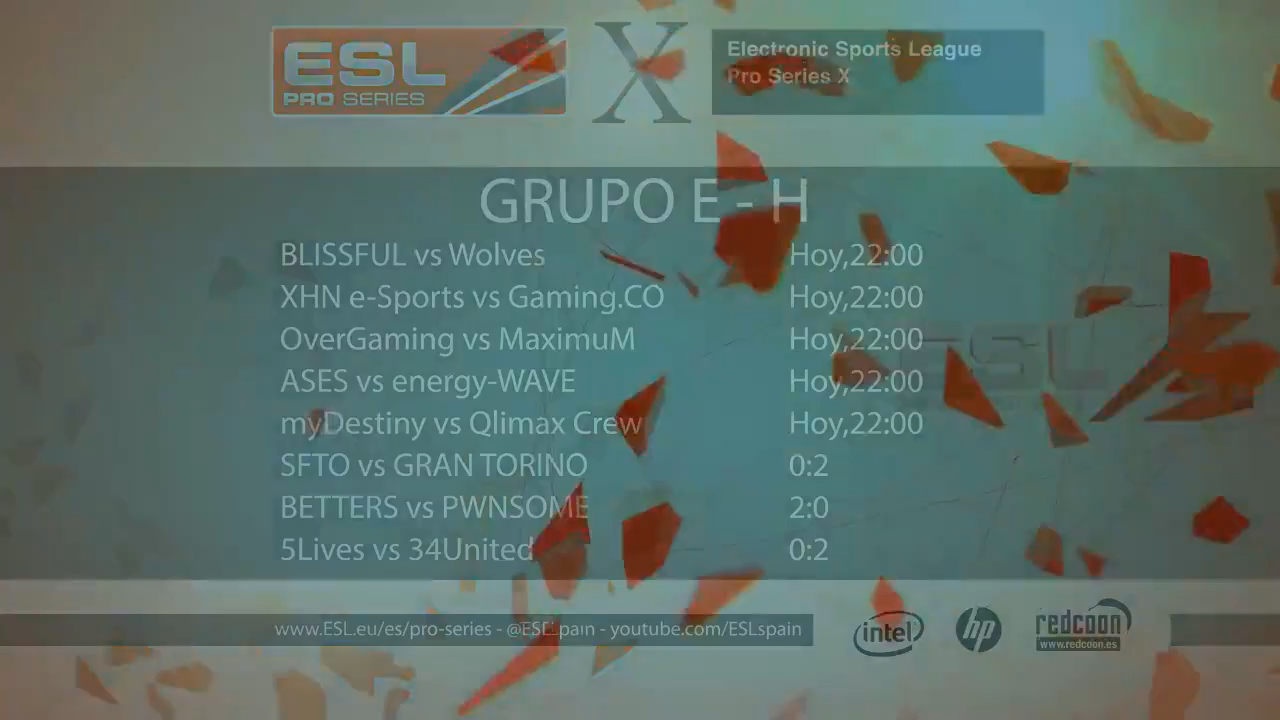 ESL
PRO SERIES
X
Electronic Sports League
Pro Series X
GRUPO E - H
BLISSFUL vs Wolves Hoy,22:00
XHN e-Sports vs Gaming.CO Hoy,22:00
OverGaming vs MaximuM Hoy,22:00
ASES vs energy-WAVE Hoy,22:00
myDestiny vs Qlimax Crew Hoy,22:00
SFTO vs GRAN TORINO 0:2
BETTERS vs PWNSOME 2:0
5Lives vs 34United 0:2
ESL
www.ESL.eu/es/pro-series - @ESLspain - youtube.com/ESLspain
intel
hp
redcoon
www.redcoon.es